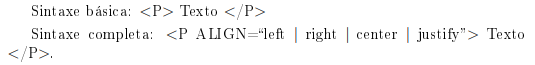 Sintaxe básica: <P> Texto </P>
Sintaxe completa: <P ALIGN=“left | right | center | justify”> Texto
</P>.